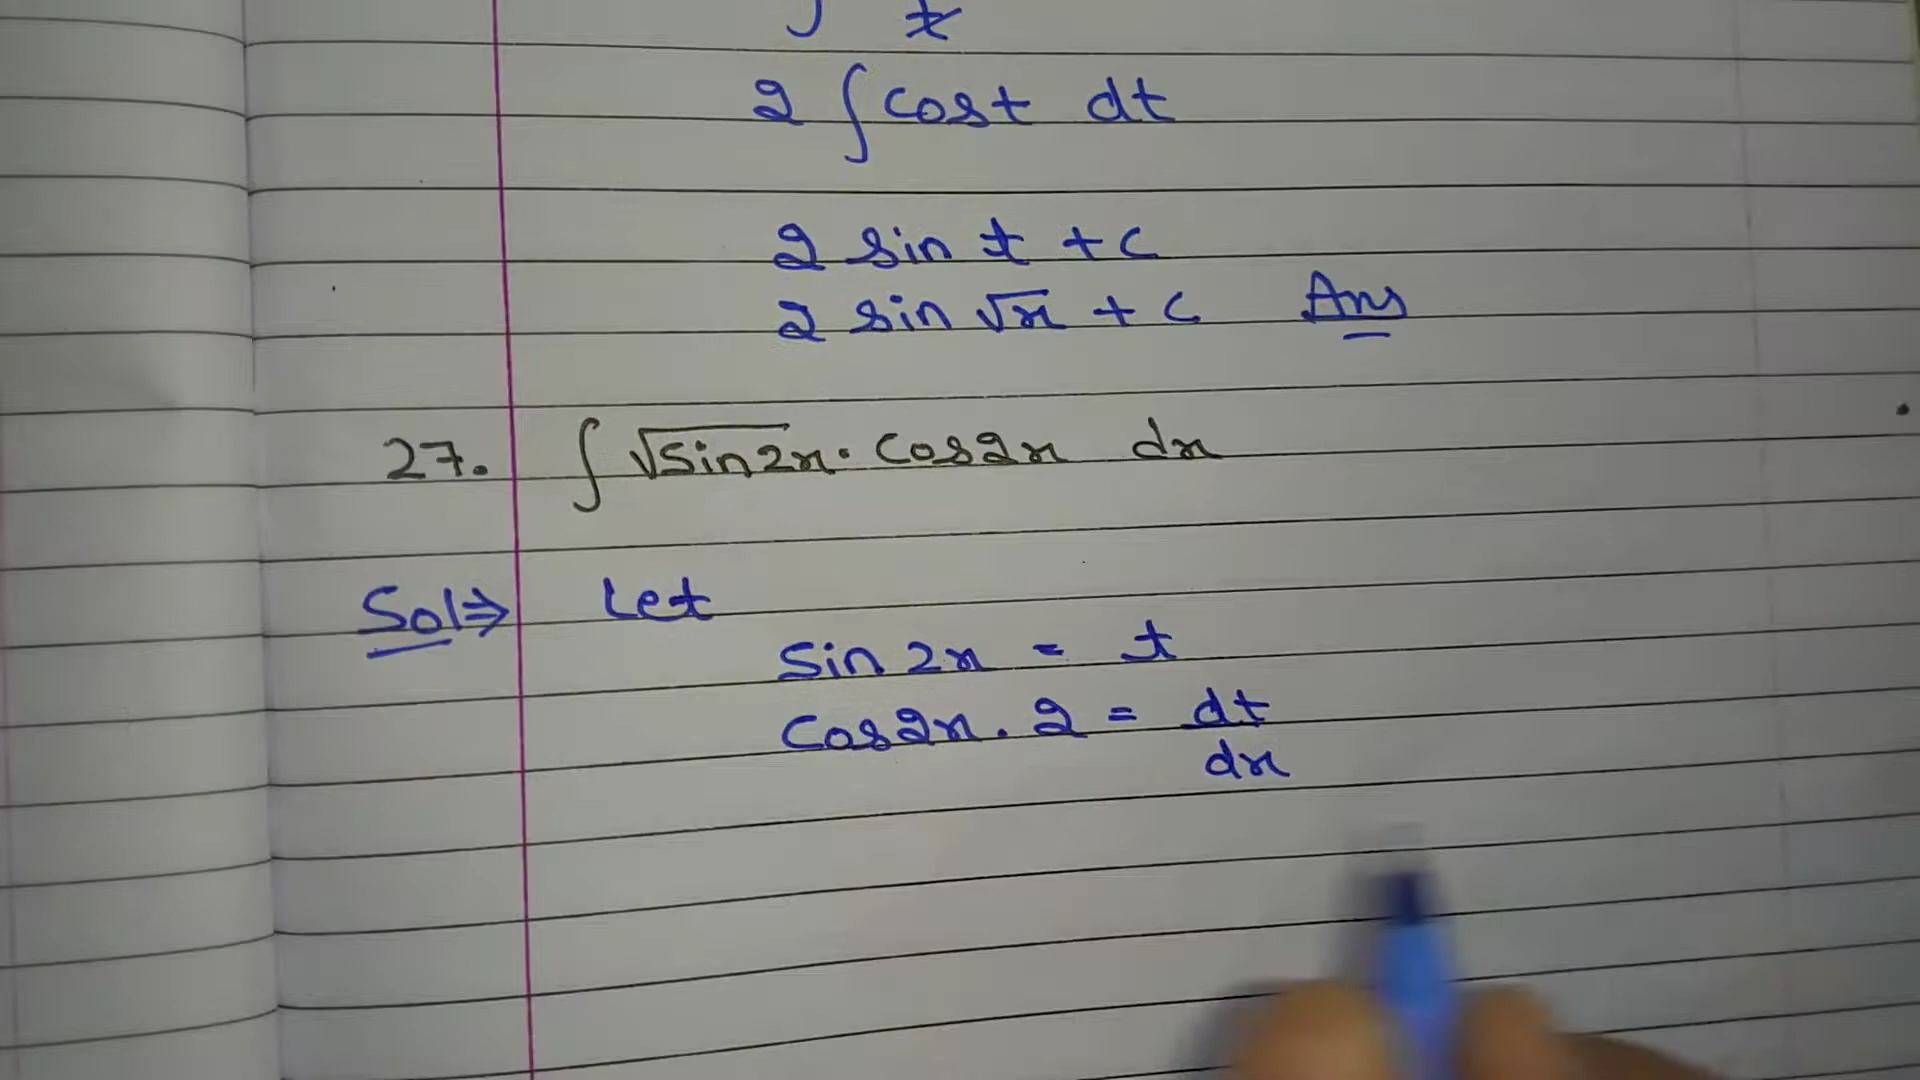 ∫ t
2 ∫ cost dt
2 sin t + c
2 sin √x + c Ans
27. ∫ √sin2x · cos2x dx
Sol⇒ Let
sin 2x = t
cos2x . 2 = dt
dx